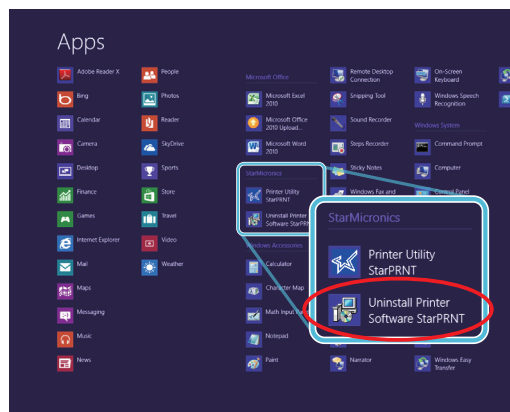 Apps
Adobe Reader X
Bing
Calendar
Camera
Desktop
Finance
Games
Internet Explorer
Mail
Maps
Messaging
Music
News
People
Photos
Reader
SkyDrive
Sports
Store
Travel
Video
Weather
Microsoft Office
Microsoft Excel
2010
Microsoft Office
2010 Upload...
Microsoft Word
2010
StarMicronics
Printer Utility
StarPRNT
Uninstall Printer
Software StarPRNT
Windows Accessories
Calculator
Character Map
Math Input
Notepad
Paint
Remote Desktop
Connection
Snipping Tool
Sound Recorder
Steps Recorder
Sticky Notes
Windows Fax and
Narrator
On-Screen
Keyboard
Windows Speech
Recognition
Windows System
Command Prompt
Computer
Control Panel
Windows Easy
Transfer
StarMicronics
Printer Utility
StarPRNT
Uninstall Printer
Software StarPRNT